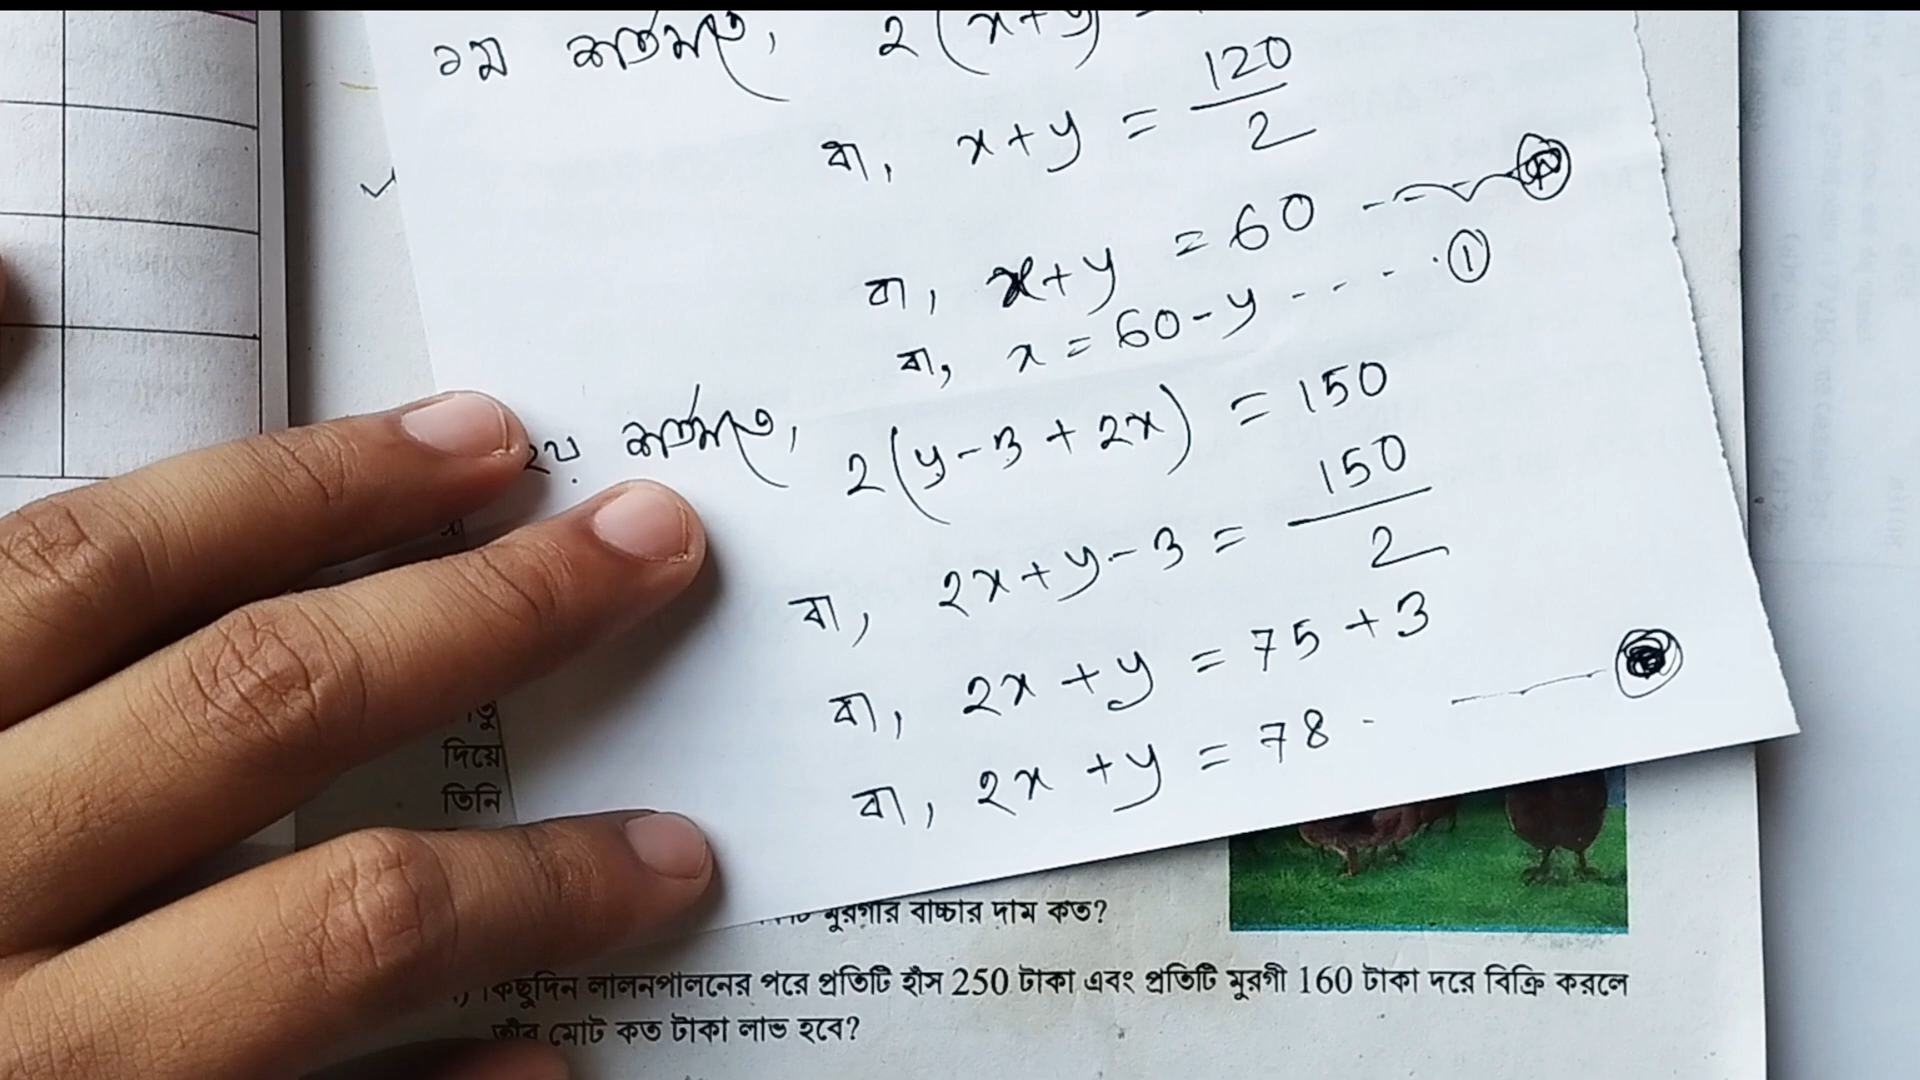 ১ম শর্তমতে, 2(x+y) =
বা, x+y = 120/2
বা, x+y = 60
বা, x = 60-y - - - - ①
২য় শর্তমতে, 2(y-3+2x) = 150
বা, 2x+y-3 = 150/2
বা, 2x+y = 75+3
বা, 2x+y = 78
দিয়ে
তিনি
মুরগীর বাচ্চার দাম কত?
কিছুদিন লালনপালনের পরে প্রতিটি হাঁস 250 টাকা এবং প্রতিটি মুরগী 160 টাকা দরে বিক্রি করলে
তাঁর মোট কত টাকা লাভ হবে?